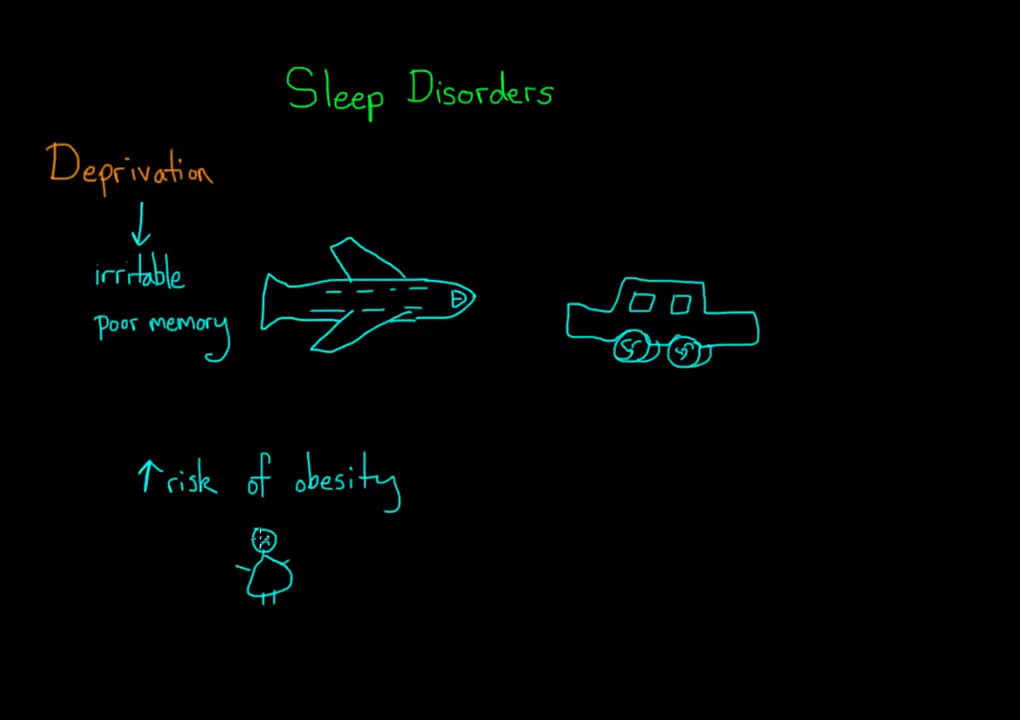 Sleep Disorders
Deprivation
irritable
poor memory
↑ risk of obesity